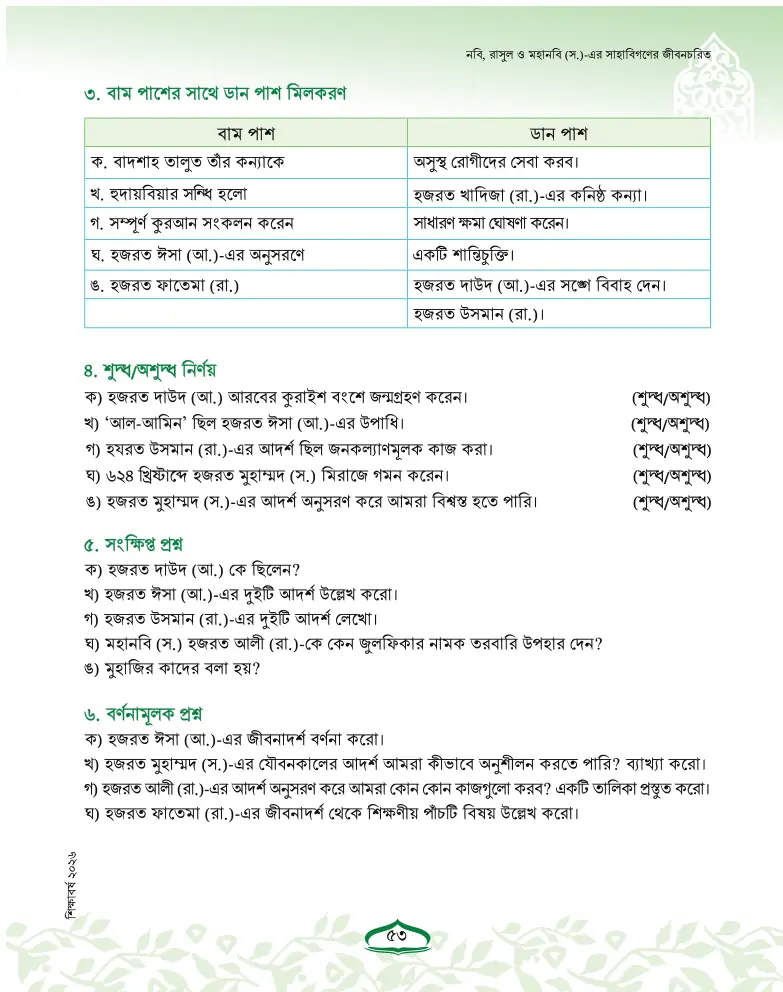 নবি, রাসুল ও মহানবি (স.)-এর সাহাবিগণের জীবনচরিত
৩. বাম পাশের সাথে ডান পাশ মিলকরণ
বাম পাশ ডান পাশ
ক. বাদশাহ তালুত তাঁর কন্যাকে অসুস্থ রোগীদের সেবা করব।
খ. হুদায়বিয়ার সন্ধি হলো হজরত খাদিজা (রা.)-এর কনিষ্ঠ কন্যা।
গ. সম্পূর্ণ কুরআন সংকলন করেন সাধারণ ক্ষমা ঘোষণা করেন।
ঘ. হজরত ঈসা (আ.)-এর অনুসরণে একটি শান্তিচুক্তি।
ঙ. হজরত ফাতেমা (রা.) হজরত দাউদ (আ.)-এর সঙ্গে বিবাহ দেন।
হজরত উসমান (রা.)।
৪. শুদ্ধ/অশুদ্ধ নির্ণয়
ক) হজরত দাউদ (আ.) আরবের কুরাইশ বংশে জন্মগ্রহণ করেন। (শুদ্ধ/অশুদ্ধ)
খ) ‘আল-আমিন’ ছিল হজরত ঈসা (আ.)-এর উপাধি। (শুদ্ধ/অশুদ্ধ)
গ) হযরত উসমান (রা.)-এর আদর্শ ছিল জনকল্যাণমূলক কাজ করা। (শুদ্ধ/অশুদ্ধ)
ঘ) ৬২৪ খ্রিষ্টাব্দে হজরত মুহাম্মদ (স.) মিরাজে গমন করেন। (শুদ্ধ/অশুদ্ধ)
ঙ) হজরত মুহাম্মদ (স.)-এর আদর্শ অনুসরণ করে আমরা বিশ্বস্ত হতে পারি। (শুদ্ধ/অশুদ্ধ)
৫. সংক্ষিপ্ত প্রশ্ন
ক) হজরত দাউদ (আ.) কে ছিলেন?
খ) হজরত ঈসা (আ.)-এর দুইটি আদর্শ উল্লেখ করো।
গ) হজরত উসমান (রা.)-এর দুইটি আদর্শ লেখো।
ঘ) মহানবি (স.) হজরত আলী (রা.)-কে কেন জুলফিকার নামক তরবারি উপহার দেন?
ঙ) মুহাজির কাদের বলা হয়?
৬. বর্ণনামূলক প্রশ্ন
ক) হজরত ঈসা (আ.)-এর জীবনাদর্শ বর্ণনা করো।
খ) হজরত মুহাম্মদ (স.)-এর যৌবনকালের আদর্শ আমরা কীভাবে অনুশীলন করতে পারি? ব্যাখ্যা করো।
গ) হজরত আলী (রা.)-এর আদর্শ অনুসরণ করে আমরা কোন কোন কাজগুলো করব? একটি তালিকা প্রস্তুত করো।
ঘ) হজরত ফাতেমা (রা.)-এর জীবনাদর্শ থেকে শিক্ষণীয় পাঁচটি বিষয় উল্লেখ করো।
শিক্ষাবর্ষ ২০২৬
৫৩